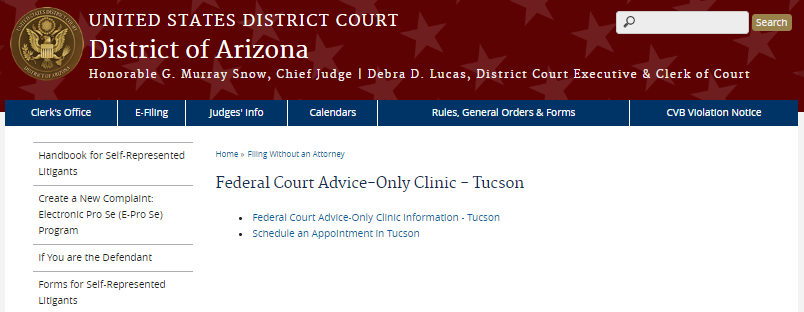 UNITED STATES DISTRICT COURT
District of Arizona
Honorable G. Murray Snow, Chief Judge | Debra D. Lucas, District Court Executive & Clerk of Court
Search
Clerk's Office E-Filing Judges' Info Calendars Rules, General Orders & Forms CVB Violation Notice
Handbook for Self-Represented
Litigants
Create a New Complaint:
Electronic Pro Se (E-Pro Se)
Program
If You are the Defendant
Forms for Self-Represented
Litigants
Home » Filing Without an Attorney
Federal Court Advice-Only Clinic - Tucson
• Federal Court Advice-Only Clinic Information - Tucson
• Schedule an Appointment in Tucson